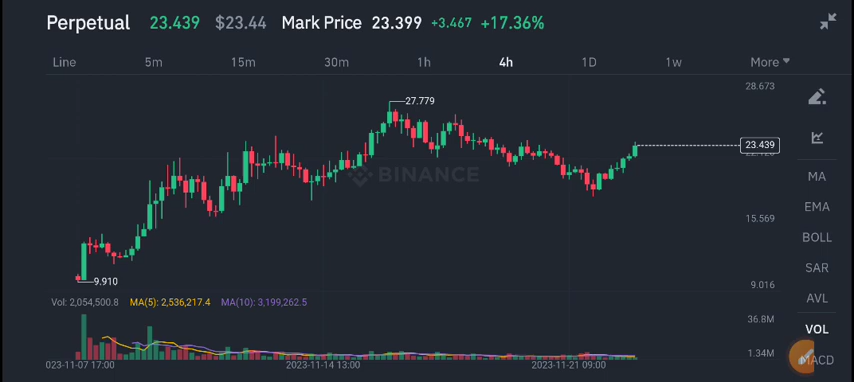 Perpetual 23.439 $23.44 Mark Price 23.399 +3.467 +17.36%
Line 5m 15m 30m 1h 4h 1D 1w More
28.673
27.779
23.439
BINANCE
MA
EMA
15.569
BOLL
SAR
9.910
9.016
AVL
Vol: 2,054,500.8 MA(5): 2,536,217.4 MA(10): 3,199,262.5
36.8M
VOL
1.34M
MACD
023-11-07 17:00 2023-11-14 13:00 2023-11-21 09:00